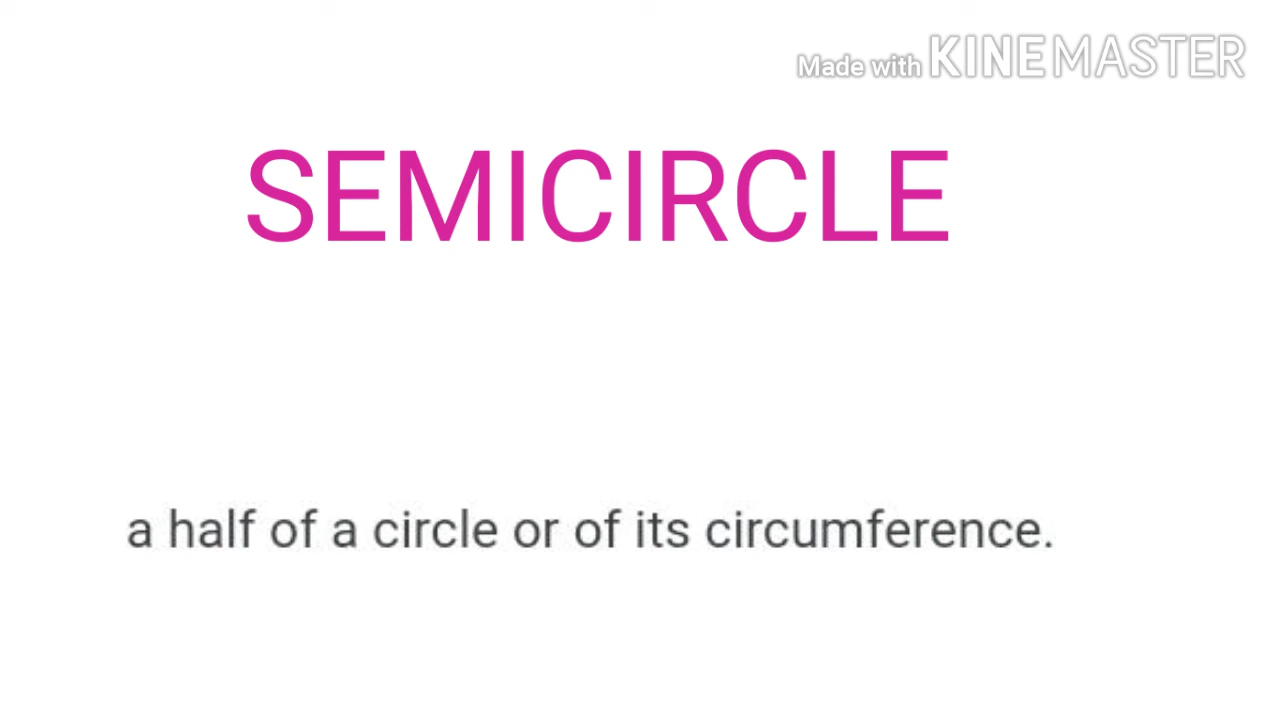 Made with KINEMASTER
SEMICIRCLE
a half of a circle or of its circumference.